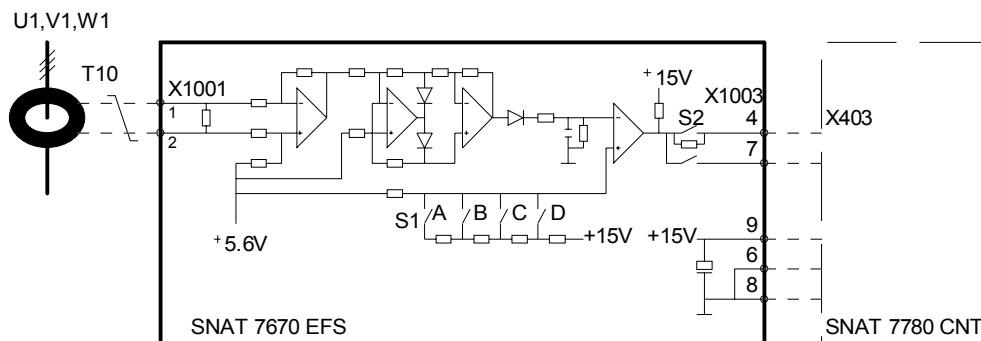 U1,V1,W1
T10
X1001
1
2
+15V
X1003
S2
4
X403
7
S1
A
B
C
D
+5.6V
+15V
+15V
9
6
8
SNAT 7670 EFS
SNAT 7780 CNT